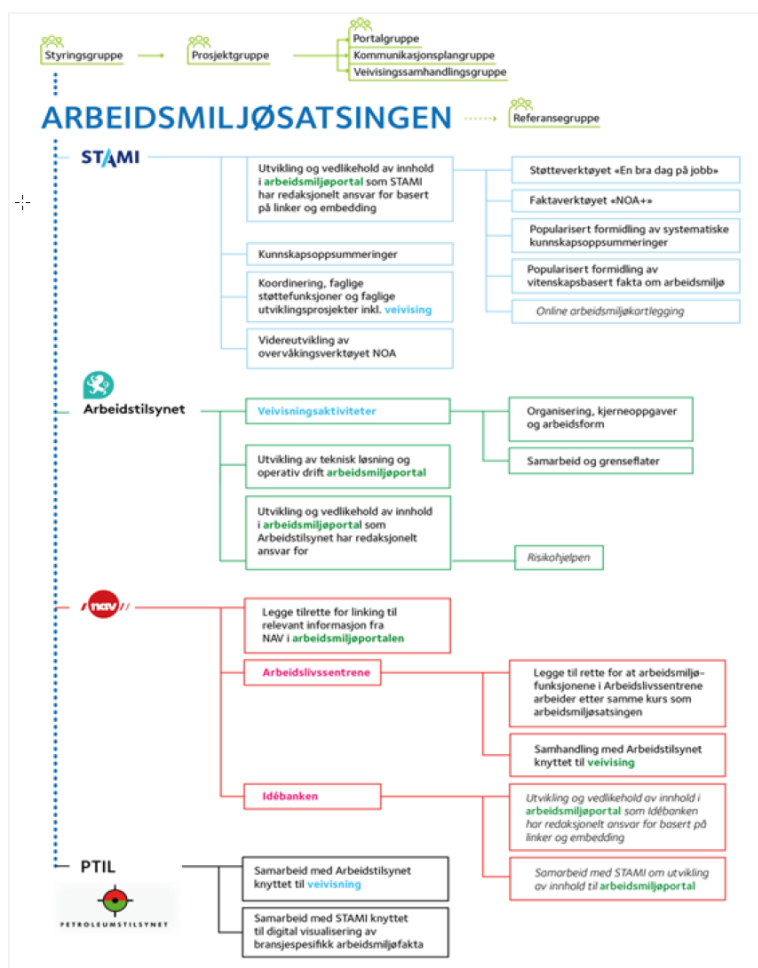 Styringsgruppe
Prosjektgruppe
Portalgruppe
Kommunikasjonsplangruppe
Veivisingssamhandlingsgruppe
ARBEIDSMILJØSATSINGEN
Referansegruppe
STAMI
Utvikling og vedlikehold av innhold
i arbeidsmiljøportal som STAMI
har redaksjonelt ansvar for basert
på linker og embedding
Støtteverktøyet «En bra dag på jobb»
Faktaverktøyet «NOA+»
Popularisert formidling av systematiske
kunnskapsoppsummeringer
Popularisert formidling av
vitenskapsbasert fakta om arbeidsmiljø
Online arbeidsmiljøkartlegging
Kunnskapsoppsummeringer
Koordinering, faglige
støttefunksjoner og faglige
utviklingsprosjekter inkl. veivising
Videreutvikling av
overvåkingsverktøyet NOA
Arbeidstilsynet
Veivisningsaktiviteter
Organisering, kjerneoppgaver
og arbeidsform
Samarbeid og grenseflater
Utvikling av teknisk løsning og
operativ drift arbeidsmiljøportal
Utvikling og vedlikehold av innhold
i arbeidsmiljøportal som
Arbeidstilsynet har redaksjonelt
ansvar for
Risikohjelpen
nav
Legge tilrette for linking til
relevant informasjon fra
NAV i arbeidsmiljøportalen
Arbeidslivssentrene
Legge til rette for at arbeidsmiljø-
funksjonene i Arbeidslivssentrene
arbeider etter samme kurs som
arbeidsmiljøsatsingen
Samhandling med Arbeidstilsynet
knyttet til veivising
Idébanken
Utvikling og vedlikehold av innhold i
arbeidsmiljøportal som Idébanken
har redaksjonelt ansvar for basert på
linker og embedding
Samarbeid med STAMI om utvikling
av innhold til arbeidsmiljøportal
PTIL
PETROLEUMSTILSYNET
Samarbeid med Arbeidstilsynet
knyttet til veivisning
Samarbeid med STAMI knyttet
til digital visualisering av
bransjespesifikk arbeidsmiljøfakta